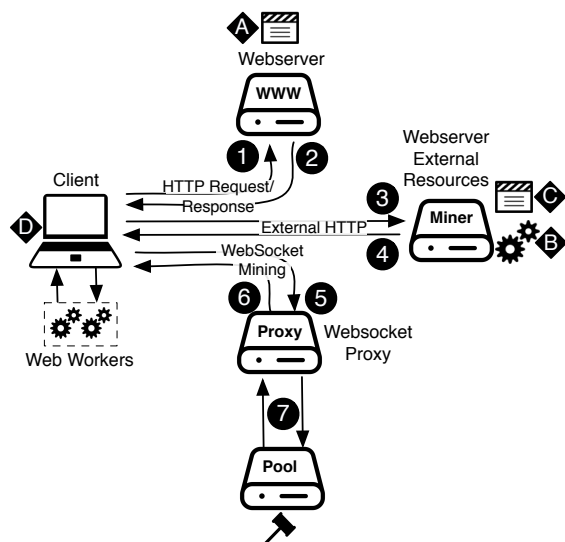 A
Webserver
WWW
1
2
Webserver
External
Resources
Client
HTTP Request/
Response
3
C
D
External HTTP
Miner
B
4
WebSocket
Mining
6
5
Proxy
Websocket
Proxy
Web Workers
7
Pool